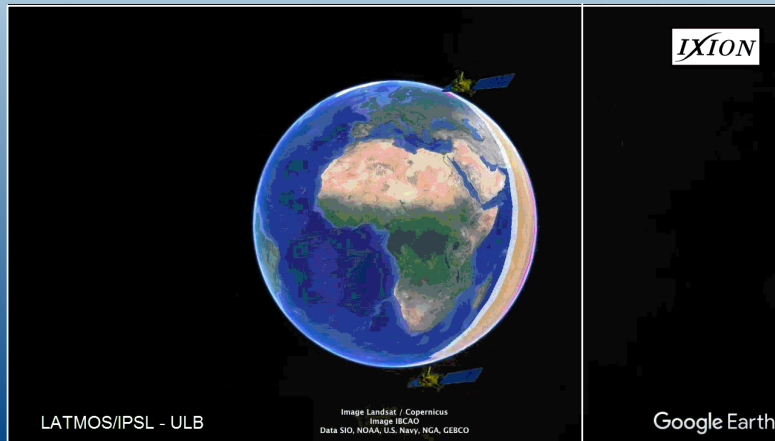 IXION
LATMOS/IPSL - ULB
Image Landsat / Copernicus
Image IBCAO
Data SIO, NOAA, U.S. Navy, NGA, GEBCO
Google Earth